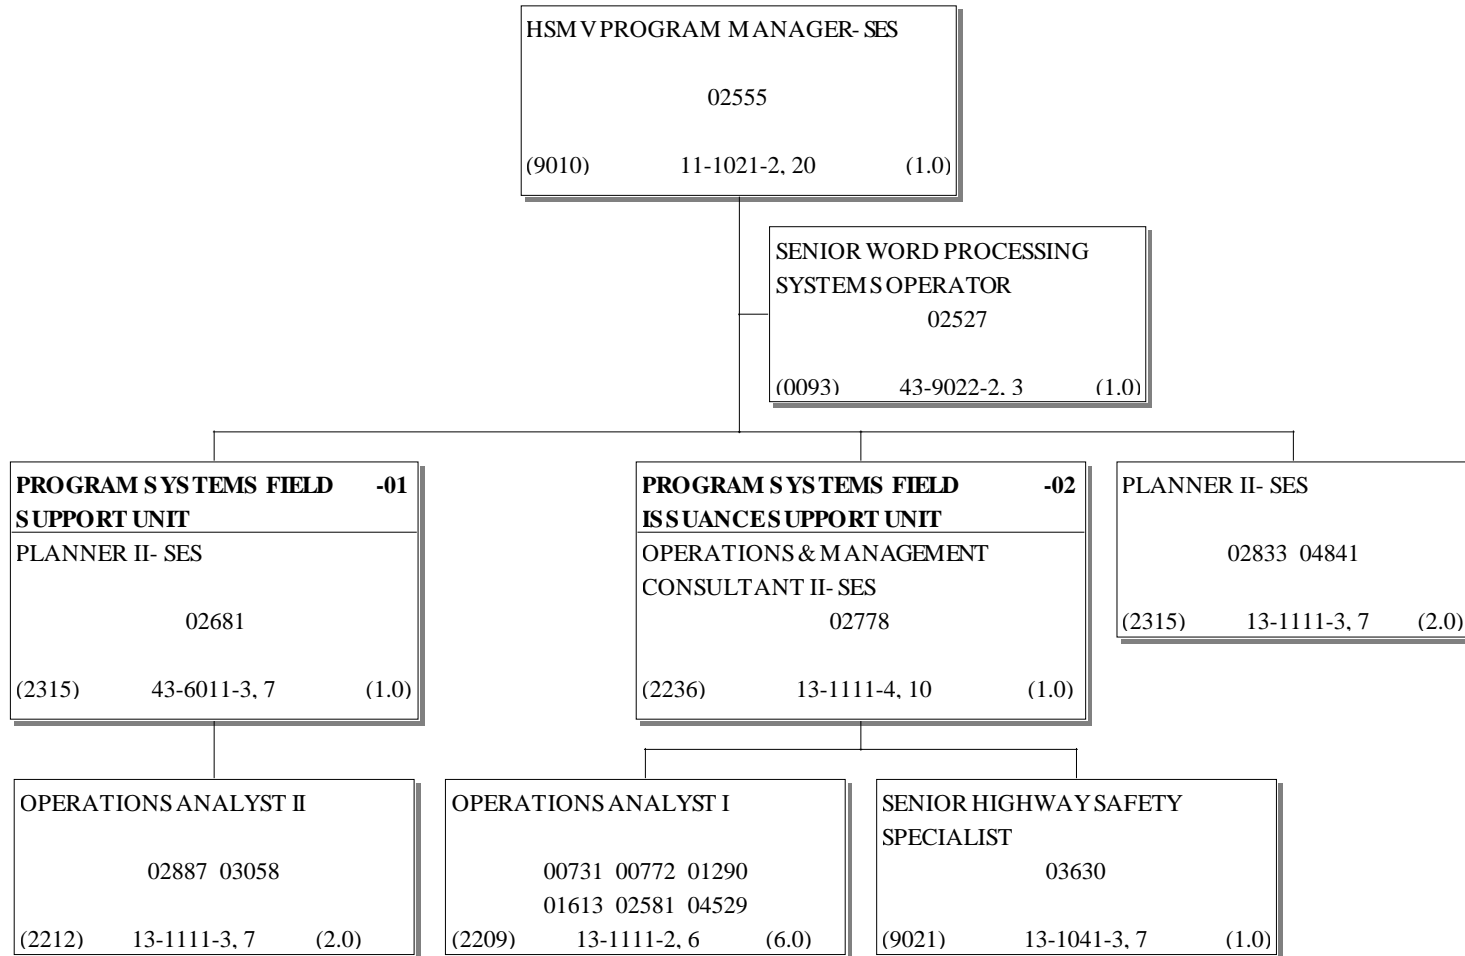 HSMV PROGRAM MANAGER- SES
02555
(9010) 11-1021-2, 20 (1.0)
SENIOR WORD PROCESSING
SYSTEMS OPERATOR
02527
(0093) 43-9022-2, 3 (1.0)
PROGRAM SYSTEMS FIELD -01
SUPPORT UNIT
PLANNER II- SES
02681
(2315) 43-6011-3, 7 (1.0)
PROGRAM SYSTEMS FIELD -02
ISSUANCE SUPPORT UNIT
OPERATIONS & MANAGEMENT
CONSULTANT II- SES
02778
(2236) 13-1111-4, 10 (1.0)
PLANNER II- SES
02833 04841
(2315) 13-1111-3, 7 (2.0)
OPERATIONS ANALYST II
02887 03058
(2212) 13-1111-3, 7 (2.0)
OPERATIONS ANALYST I
00731 00772 01290
01613 02581 04529
(2209) 13-1111-2, 6 (6.0)
SENIOR HIGHWAY SAFETY
SPECIALIST
03630
(9021) 13-1041-3, 7 (1.0)